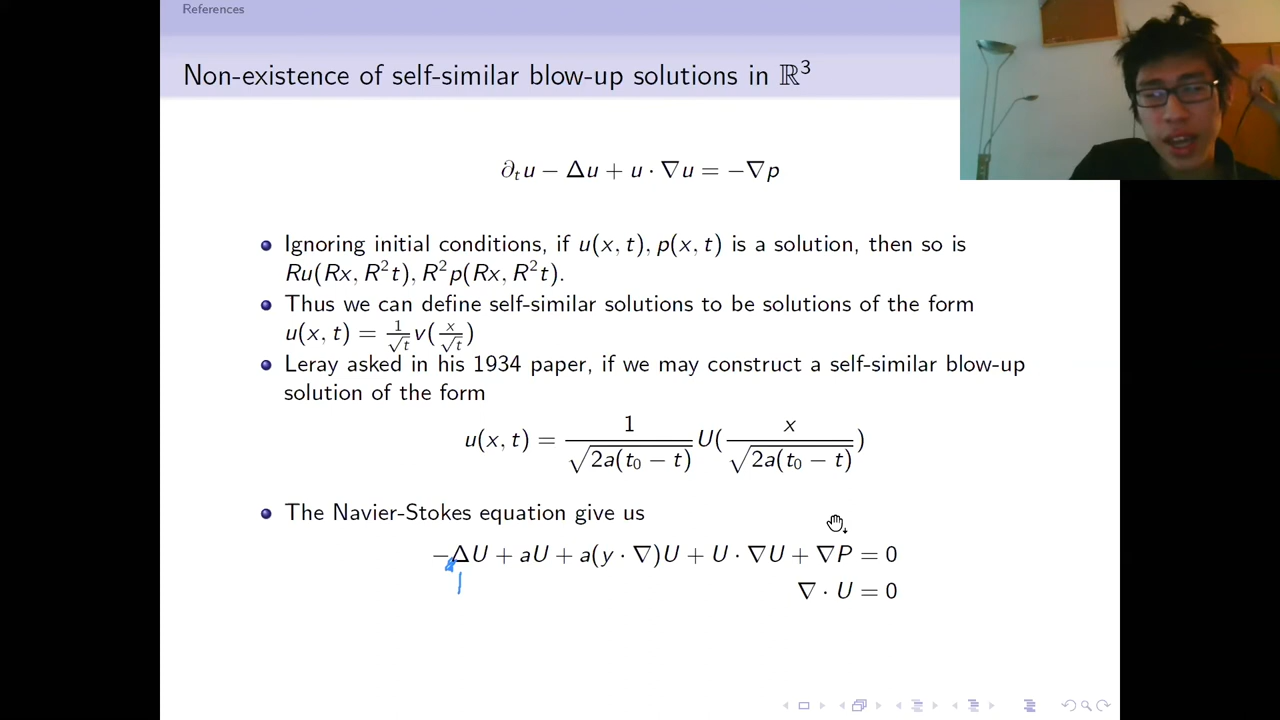 References
Non-existence of self-similar blow-up solutions in ℝ³
∂ₜu − Δu + u · ∇u = −∇p
Ignoring initial conditions, if u(x, t), p(x, t) is a solution, then so is
Ru(Rx, R²t), R²p(Rx, R²t).
Thus we can define self-similar solutions to be solutions of the form
u(x, t) = 1/√t v(x/√t)
Leray asked in his 1934 paper, if we may construct a self-similar blow-up
solution of the form
u(x, t) = 1/√(2a(t₀ − t)) U(x/√(2a(t₀ − t)))
The Navier-Stokes equation give us
−ΔU + aU + a(y · ∇)U + U · ∇U + ∇P = 0
∇ · U = 0